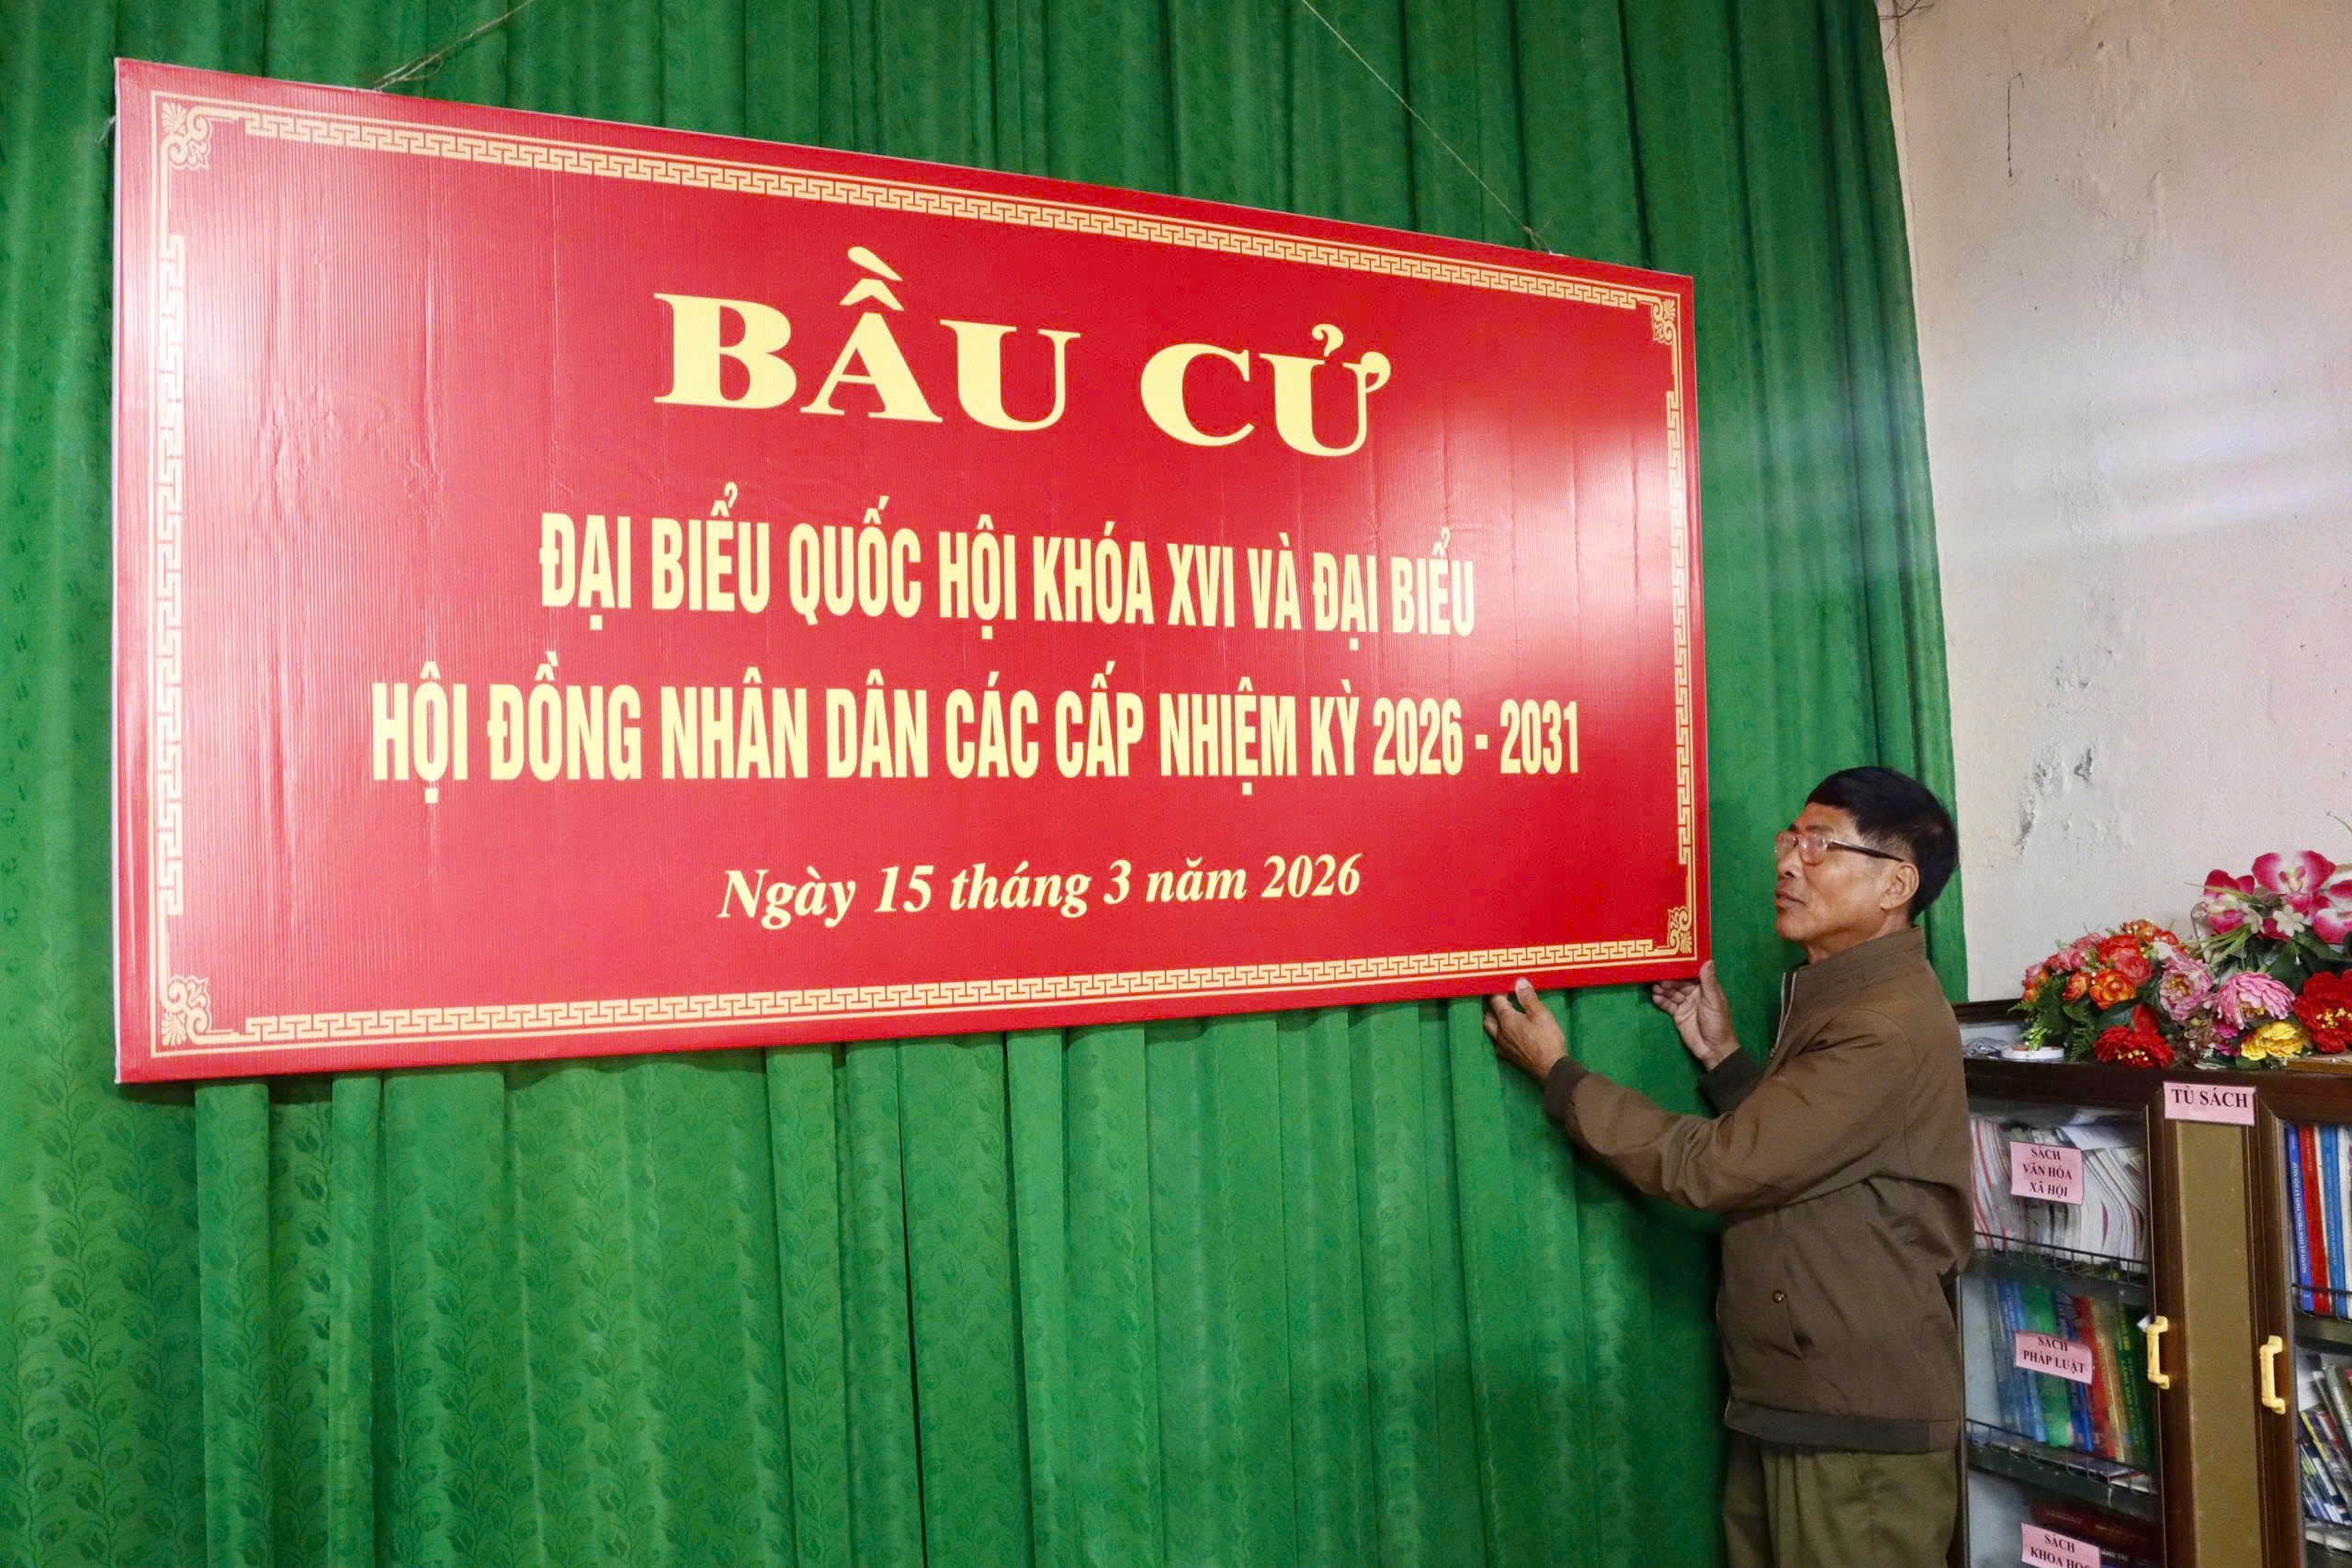 BẦU CỬ
ĐẠI BIỂU QUỐC HỘI KHÓA XVI VÀ ĐẠI BIỂU
HỘI ĐỒNG NHÂN DÂN CÁC CẤP NHIỆM KỲ 2026 - 2031
Ngày 15 tháng 3 năm 2026
TỦ SÁCH
SÁCH
VĂN HÓA
XÃ HỘI
SÁCH
PHÁP LUẬT
SÁCH
KHOA HỌC